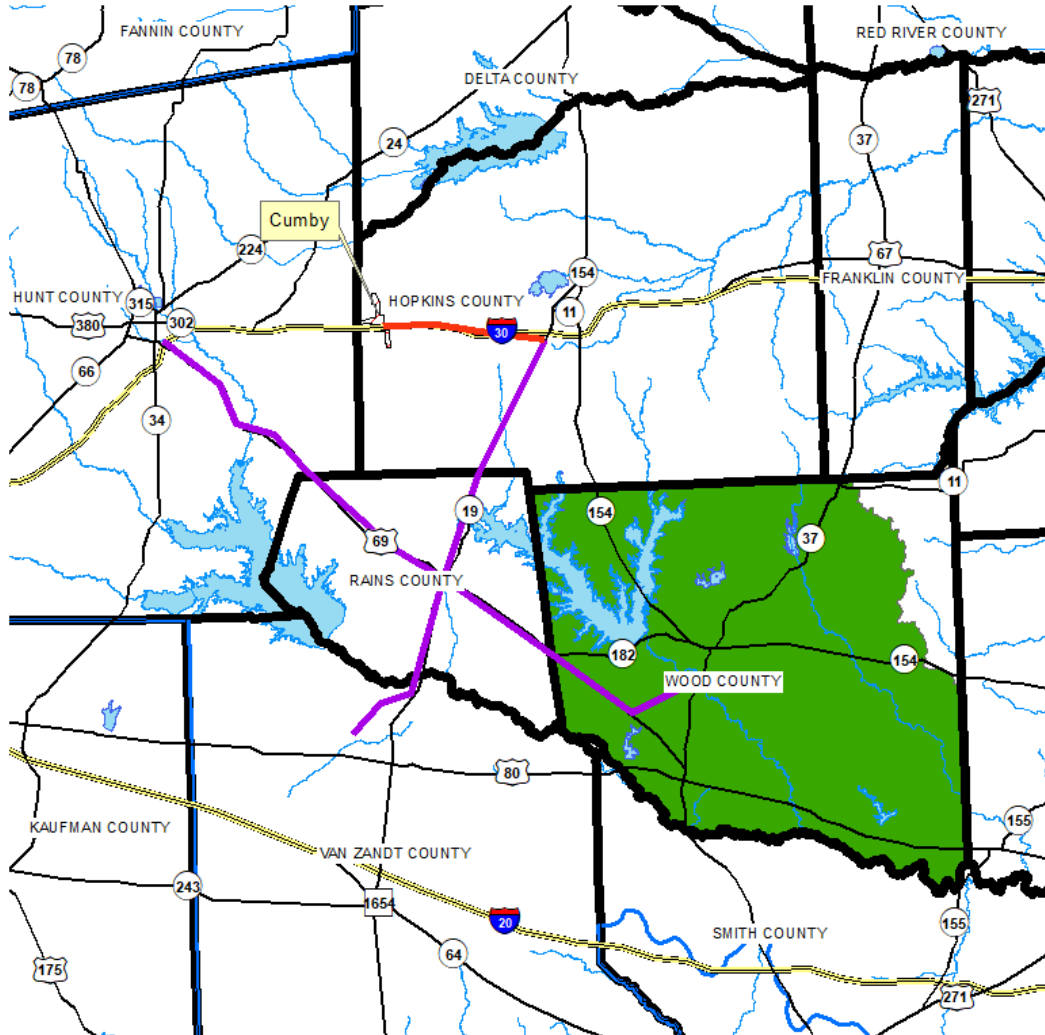 FANNIN COUNTY
RED RIVER COUNTY
78
78
DELTA COUNTY
271
24
37
Cumby
224
67
154
FRANKLIN COUNTY
HUNT COUNTY
315
HOPKINS COUNTY
11
380
302
30
66
34
11
19
154
69
37
RAINS COUNTY
182
154
WOOD COUNTY
80
155
KAUFMAN COUNTY
VAN ZANDT COUNTY
243
1654
20
155
SMITH COUNTY
64
175
271